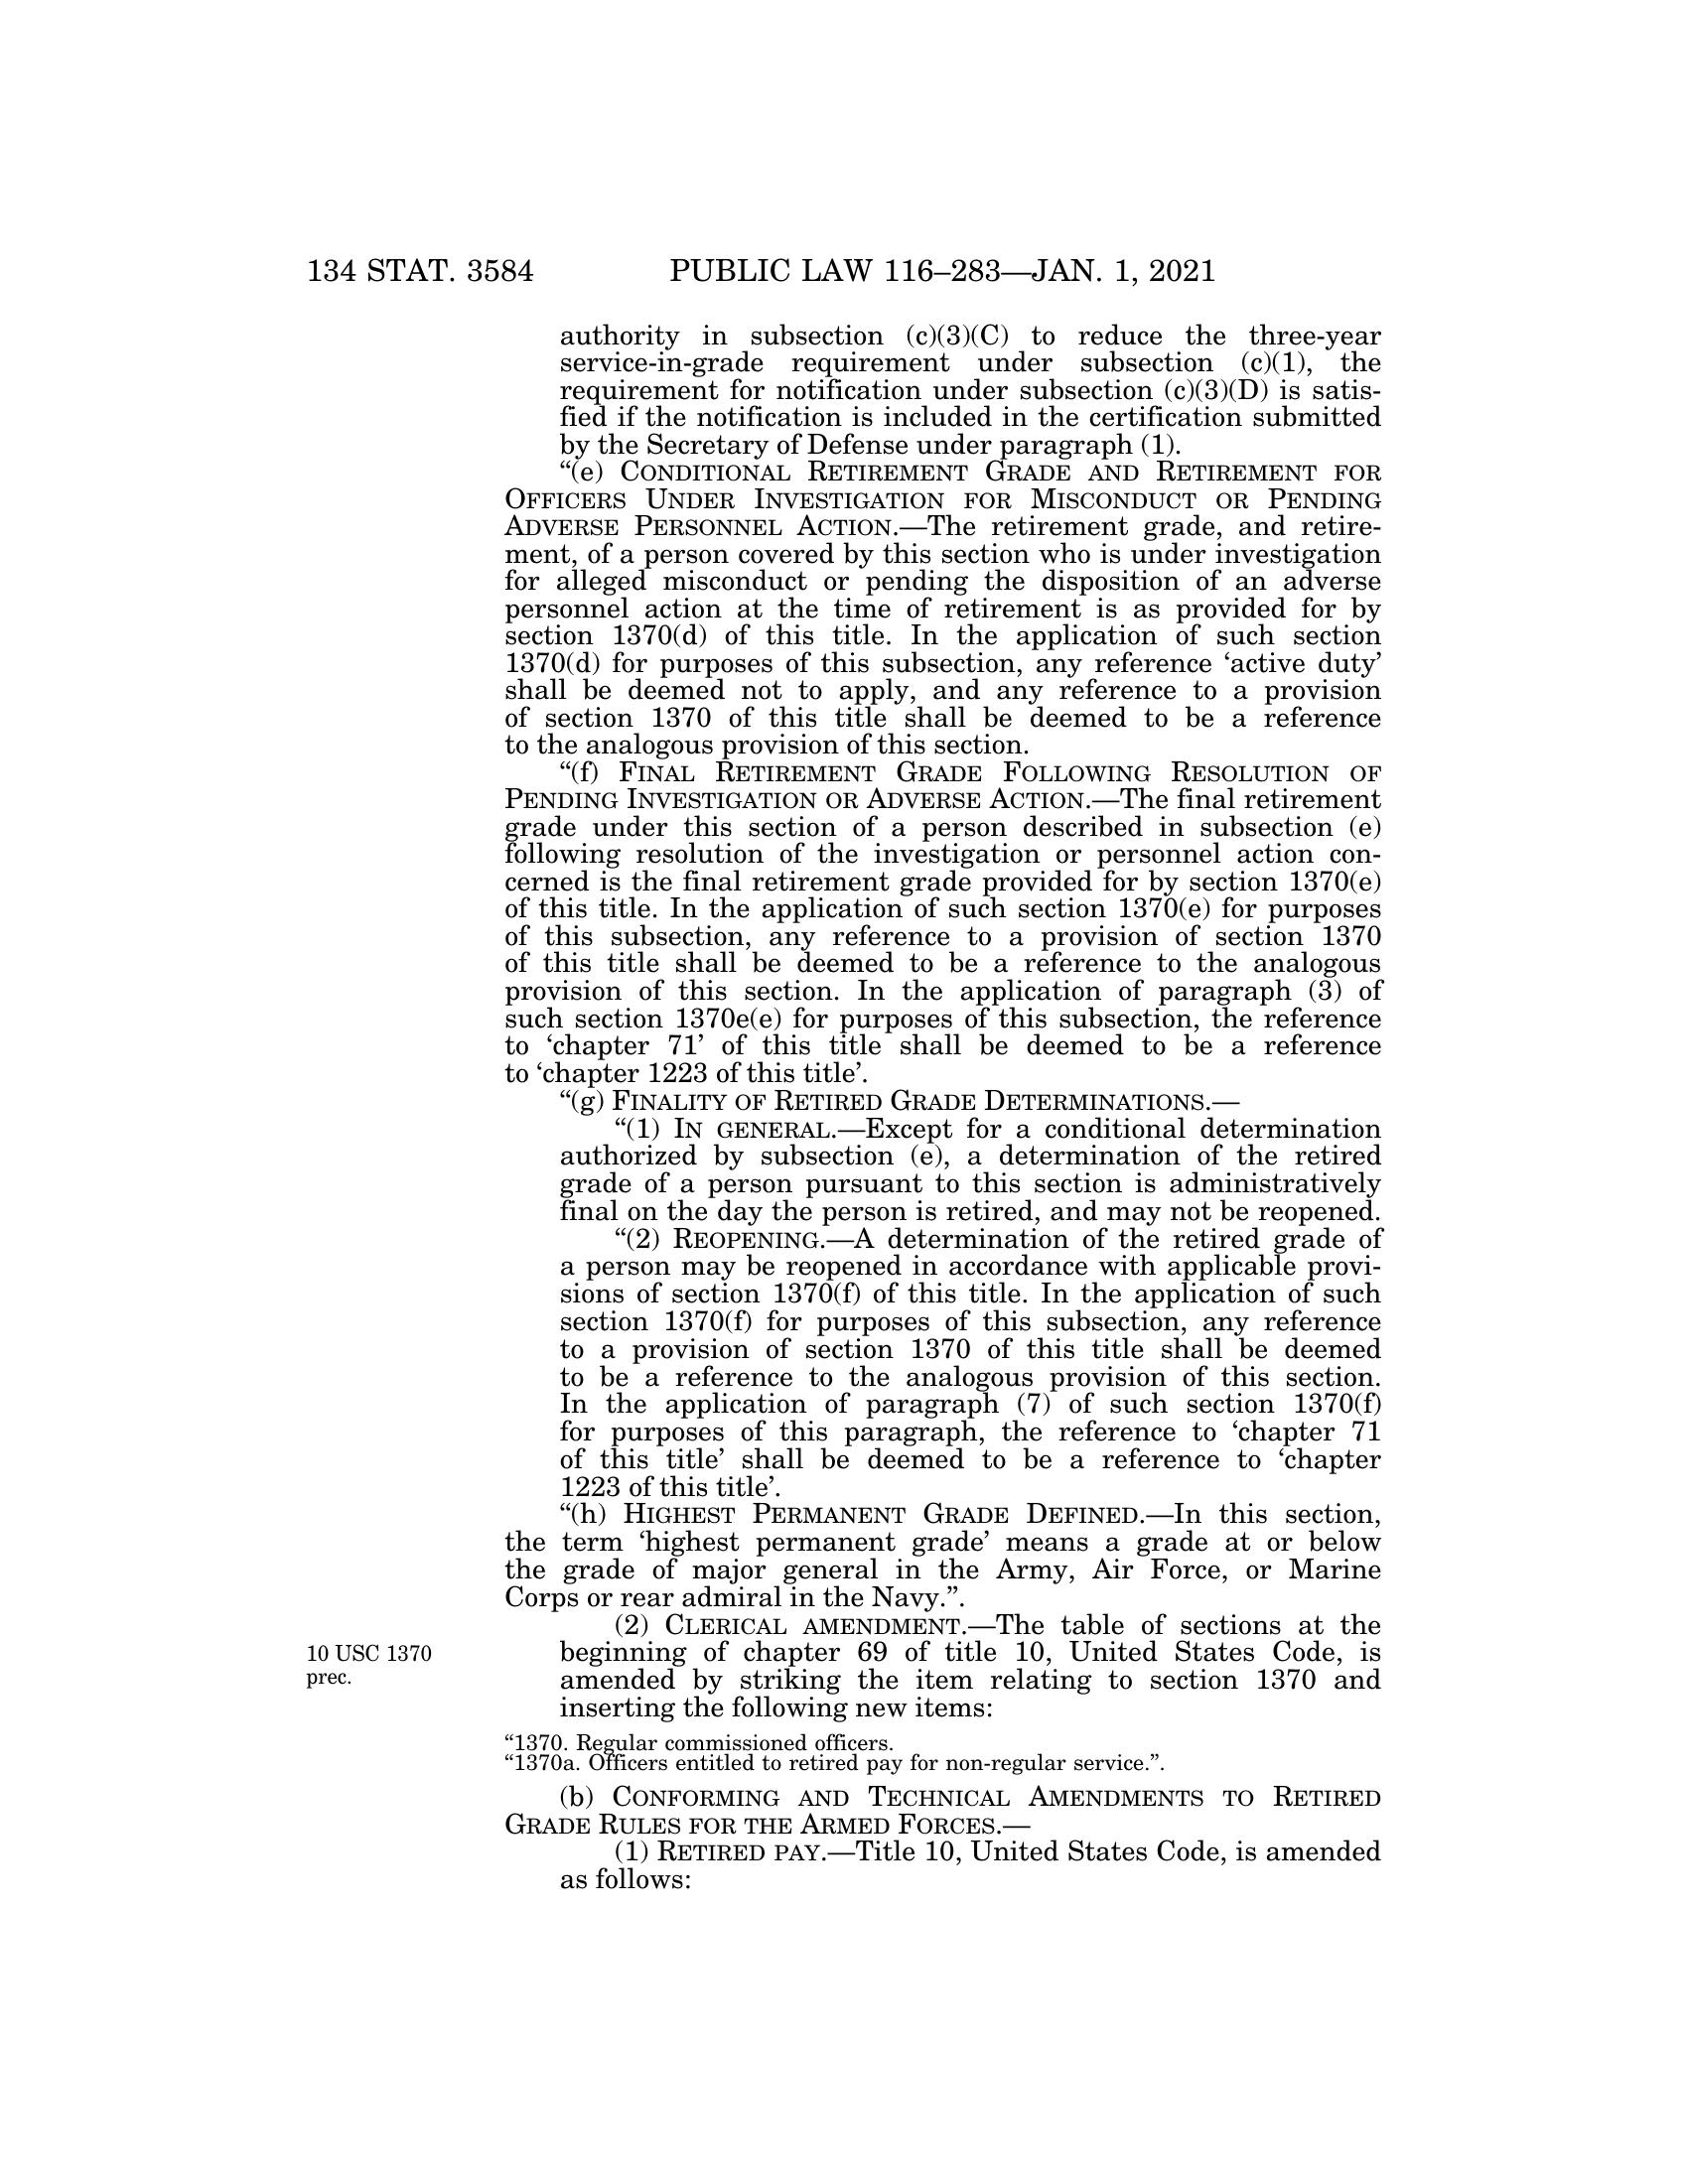 134 STAT. 3584 PUBLIC LAW 116–283—JAN. 1, 2021
authority in subsection (c)(3)(C) to reduce the three-year
service-in-grade requirement under subsection (c)(1), the
requirement for notification under subsection (c)(3)(D) is satis-
fied if the notification is included in the certification submitted
by the Secretary of Defense under paragraph (1).
“(e) CONDITIONAL RETIREMENT GRADE AND RETIREMENT FOR
OFFICERS UNDER INVESTIGATION FOR MISCONDUCT OR PENDING
ADVERSE PERSONNEL ACTION.—The retirement grade, and retire-
ment, of a person covered by this section who is under investigation
for alleged misconduct or pending the disposition of an adverse
personnel action at the time of retirement is as provided for by
section 1370(d) of this title. In the application of such section
1370(d) for purposes of this subsection, any reference ‘active duty’
shall be deemed not to apply, and any reference to a provision
of section 1370 of this title shall be deemed to be a reference
to the analogous provision of this section.
“(f) FINAL RETIREMENT GRADE FOLLOWING RESOLUTION OF
PENDING INVESTIGATION OR ADVERSE ACTION.—The final retirement
grade under this section of a person described in subsection (e)
following resolution of the investigation or personnel action con-
cerned is the final retirement grade provided for by section 1370(e)
of this title. In the application of such section 1370(e) for purposes
of this subsection, any reference to a provision of section 1370
of this title shall be deemed to be a reference to the analogous
provision of this section. In the application of paragraph (3) of
such section 1370e(e) for purposes of this subsection, the reference
to ‘chapter 71’ of this title shall be deemed to be a reference
to ‘chapter 1223 of this title’.
“(g) FINALITY OF RETIRED GRADE DETERMINATIONS.—
“(1) IN GENERAL.—Except for a conditional determination
authorized by subsection (e), a determination of the retired
grade of a person pursuant to this section is administratively
final on the day the person is retired, and may not be reopened.
“(2) REOPENING.—A determination of the retired grade of
a person may be reopened in accordance with applicable provi-
sions of section 1370(f) of this title. In the application of such
section 1370(f) for purposes of this subsection, any reference
to a provision of section 1370 of this title shall be deemed
to be a reference to the analogous provision of this section.
In the application of paragraph (7) of such section 1370(f)
for purposes of this paragraph, the reference to ‘chapter 71
of this title’ shall be deemed to be a reference to ‘chapter
1223 of this title’.
“(h) HIGHEST PERMANENT GRADE DEFINED.—In this section,
the term ‘highest permanent grade’ means a grade at or below
the grade of major general in the Army, Air Force, or Marine
Corps or rear admiral in the Navy.”.
(2) CLERICAL AMENDMENT.—The table of sections at the
beginning of chapter 69 of title 10, United States Code, is
amended by striking the item relating to section 1370 and
inserting the following new items:
10 USC 1370
prec.
“1370. Regular commissioned officers.
“1370a. Officers entitled to retired pay for non-regular service.”.
(b) CONFORMING AND TECHNICAL AMENDMENTS TO RETIRED
GRADE RULES FOR THE ARMED FORCES.—
(1) RETIRED PAY.—Title 10, United States Code, is amended
as follows: